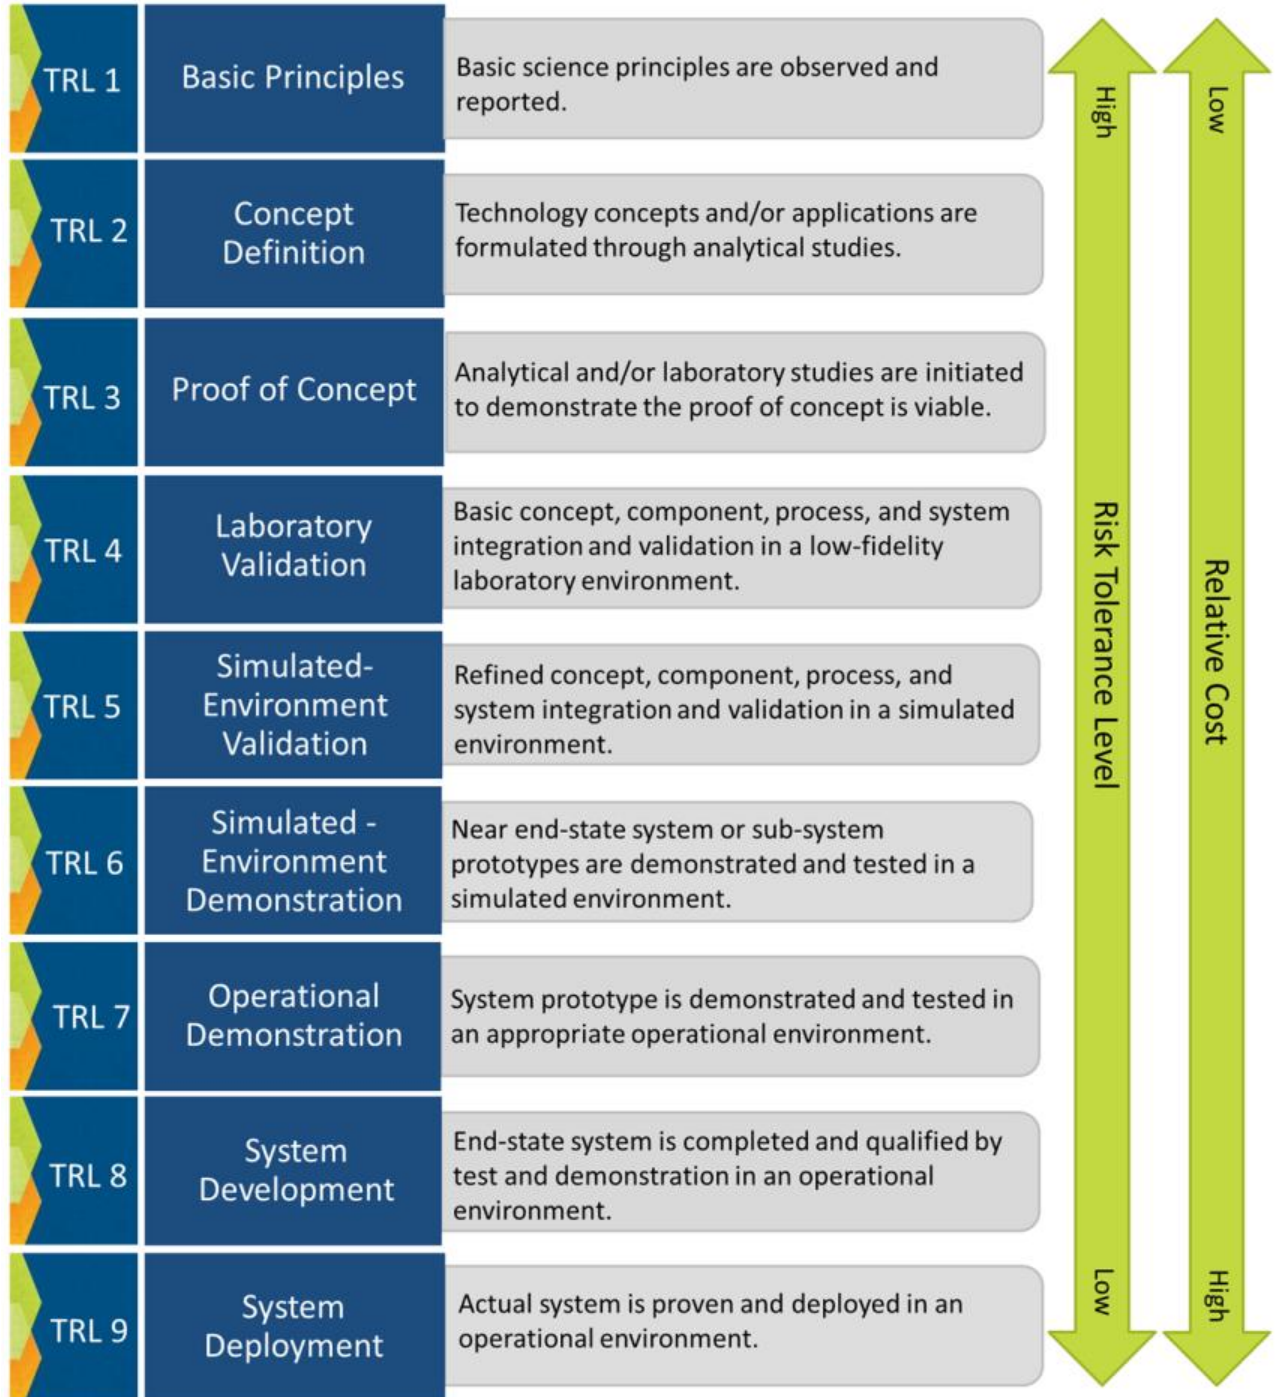 TRL 1
Basic Principles
Basic science principles are observed and
reported.
TRL 2
Concept
Definition
Technology concepts and/or applications are
formulated through analytical studies.
TRL 3
Proof of Concept
Analytical and/or laboratory studies are initiated
to demonstrate the proof of concept is viable.
TRL 4
Laboratory
Validation
Basic concept, component, process, and system
integration and validation in a low-fidelity
laboratory environment.
TRL 5
Simulated-
Environment
Validation
Refined concept, component, process, and
system integration and validation in a simulated
environment.
TRL 6
Simulated -
Environment
Demonstration
Near end-state system or sub-system
prototypes are demonstrated and tested in a
simulated environment.
TRL 7
Operational
Demonstration
System prototype is demonstrated and tested in
an appropriate operational environment.
TRL 8
System
Development
End-state system is completed and qualified by
test and demonstration in an operational
environment.
TRL 9
System
Deployment
Actual system is proven and deployed in an
operational environment.
High
Risk Tolerance Level
Low
Low
Relative Cost
High